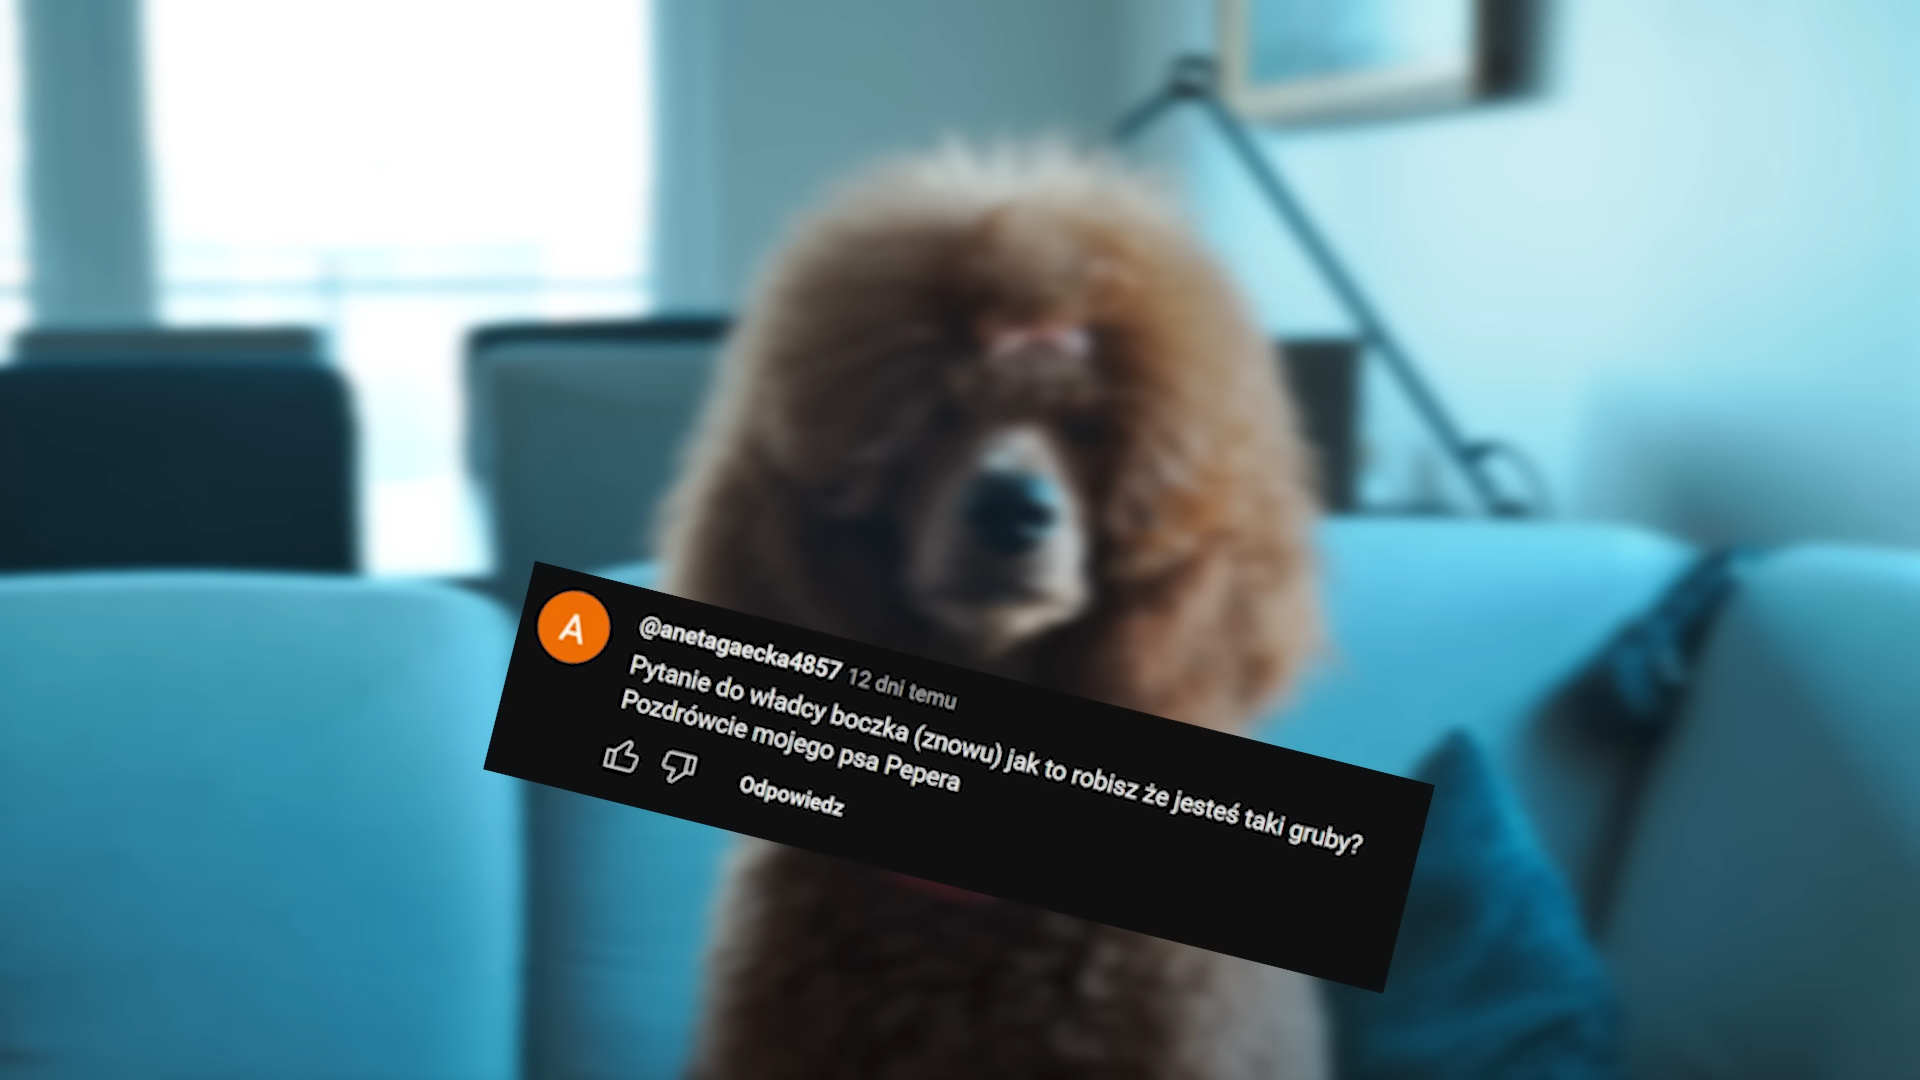 A
@anetagaecka4857 12 dni temu
Pytanie do władcy boczka (znowu) jak to robisz że jesteś taki gruby?
Pozdrówcie mojego psa Pepera
Odpowiedz